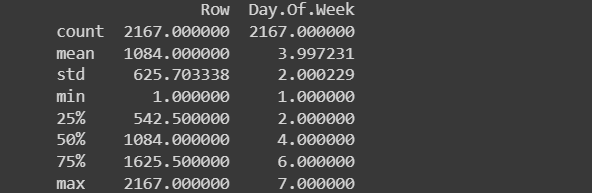 Row Day.Of.Week
count 2167.000000 2167.000000
mean 1084.000000 3.997231
std 625.703338 2.000229
min 1.000000 1.000000
25% 542.500000 2.000000
50% 1084.000000 4.000000
75% 1625.500000 6.000000
max 2167.000000 7.000000